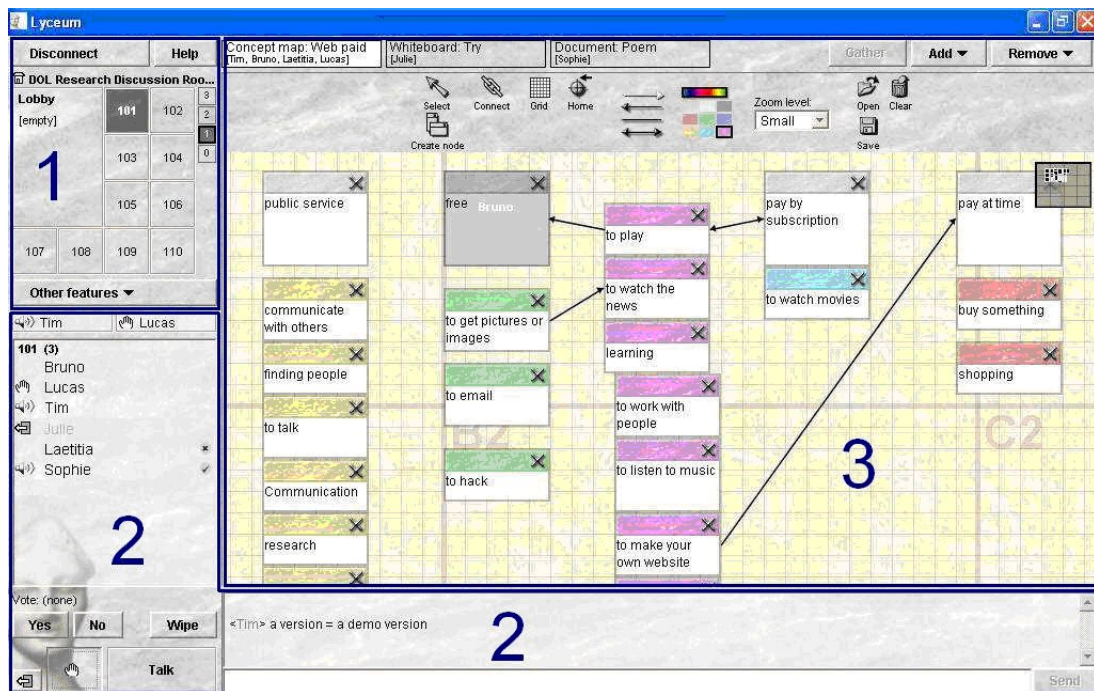 Lyceum
Disconnect Help
DOL Research Discussion Roo...
Lobby
[empty]
101 102
103 104
105 106
107 108 109 110
3
2
1
0
1
Other features
Tim Lucas
101 (3)
Bruno
Lucas
Tim
Julie
Laetitia
Sophie
2
Vote: (none)
Yes No Wipe
Talk
Concept map: Web paid
[Tim, Bruno, Laetitia, Lucas]
Whiteboard: Try
[Julie]
Document: Poem
[Sophie]
Gather Add Remove
Select Connect Grid Home
Create node
Zoom level:
Small
Open Clear
Save
public service
communicate
with others
finding people
to talk
Communication
research
free
Bruno
to get pictures or
images
to email
to hack
B2
to play
to watch the
news
learning
to work with
people
to listen to music
to make your
own website
pay by
subscription
to watch movies
3
pay at time
buy something
shopping
C2
<Tim> a version = a demo version
2
Send